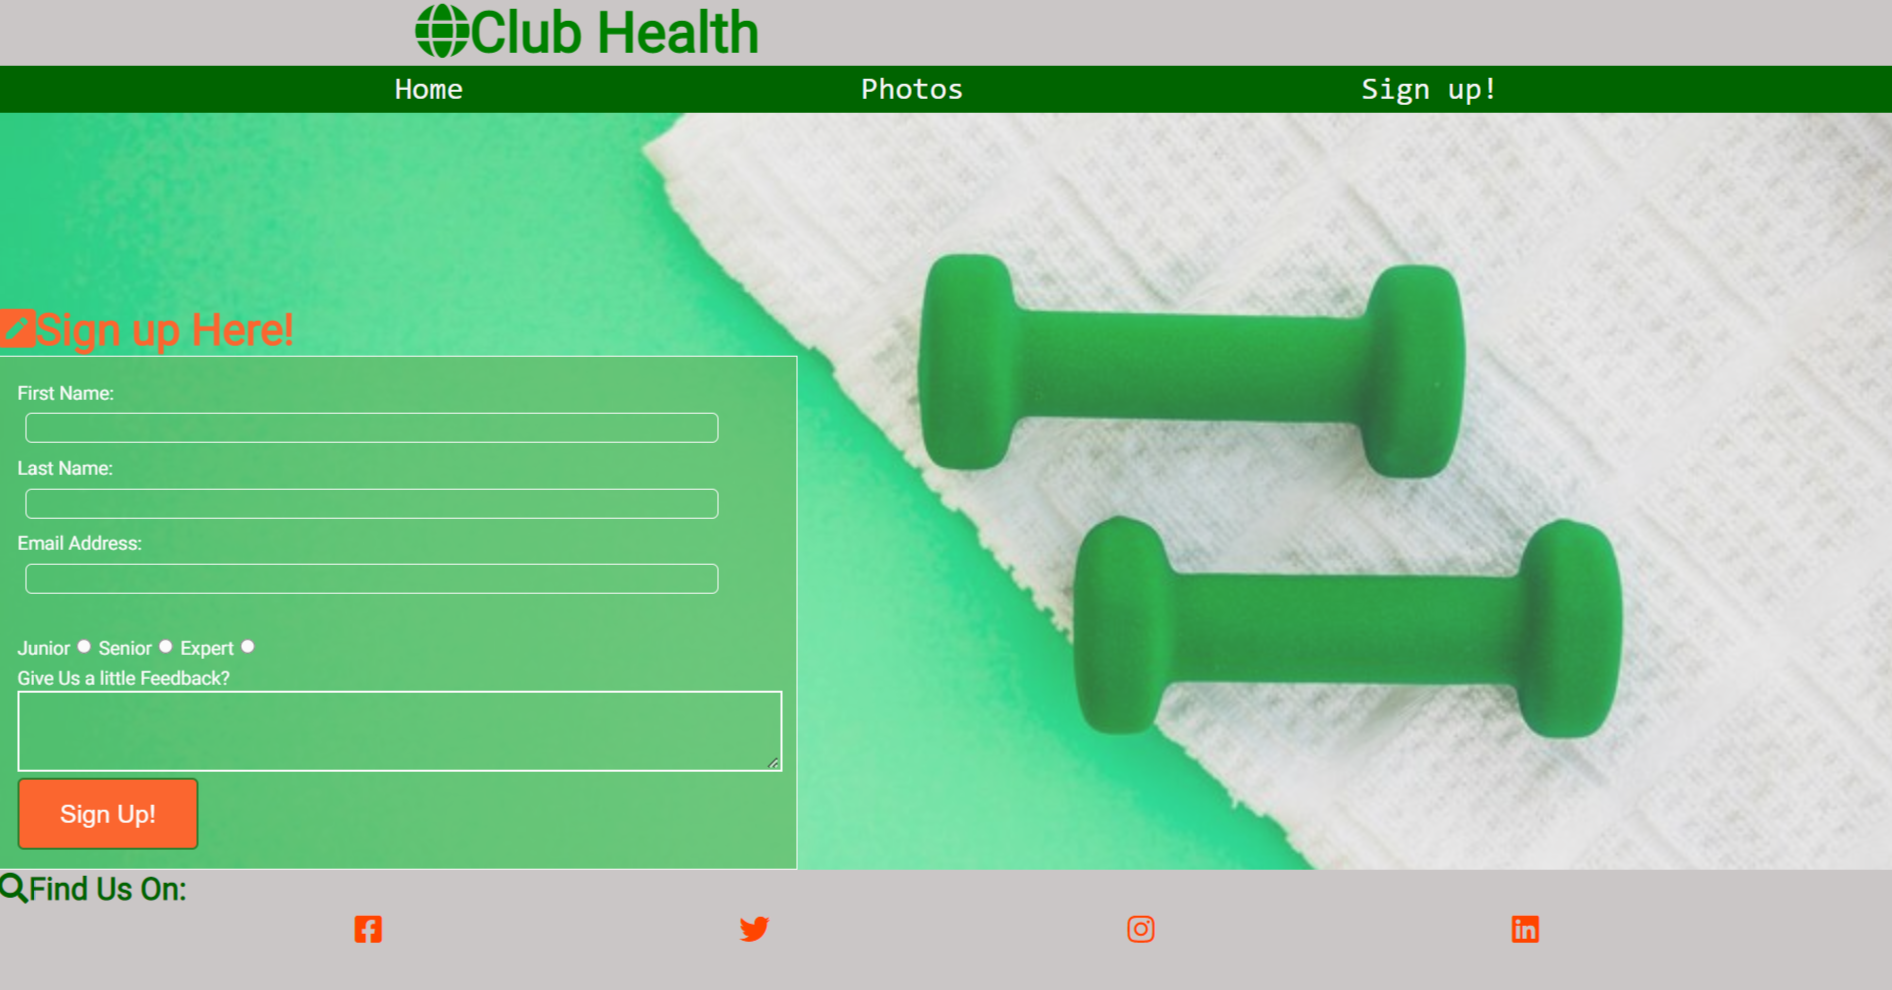 Club Health
Home Photos Sign up!
Sign up Here!
First Name:
Last Name:
Email Address:
Junior Senior Expert
Give Us a little Feedback?
Sign Up!
Find Us On: